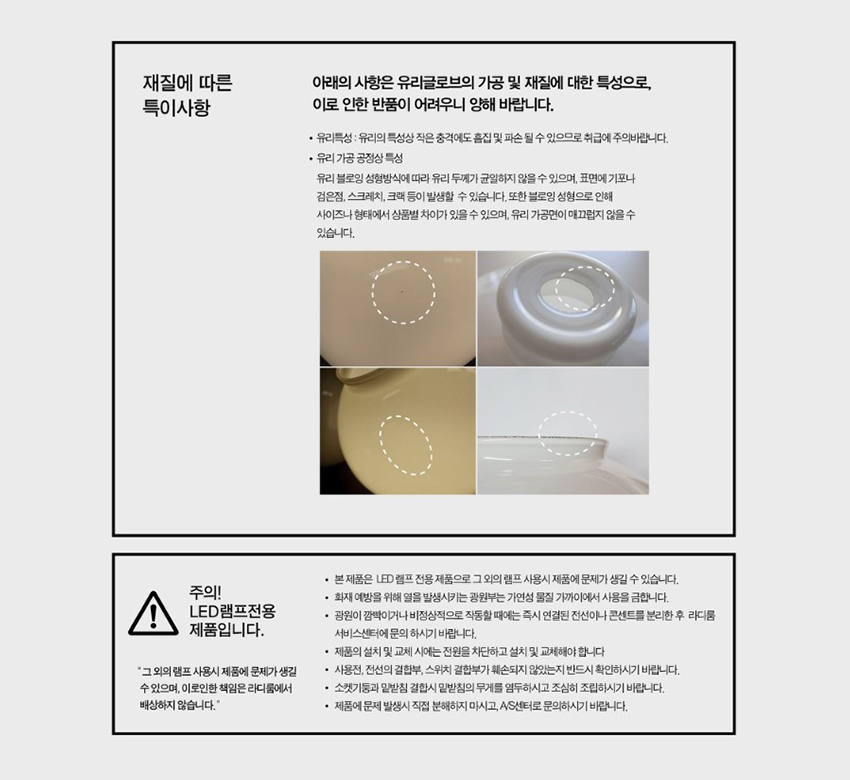 재질에 따른
특이사항
아래의 사항은 유리글로브의 가공 및 재질에 대한 특성으로,
이로 인한 반품이 어려우니 양해 바랍니다.
• 유리특성 : 유리의 특성상 작은 충격에도 흠집 및 파손 될 수 있으므로 취급에 주의바랍니다.
• 유리 가공 공정상 특성
유리 블로잉 성형방식에 따라 유리 두께가 균일하지 않을 수 있으며, 표면에 기포나
검은점, 스크레치, 크랙 등이 발생할 수 있습니다. 또한 블로잉 성형으로 인해
사이즈나 형태에서 상품별 차이가 있을 수 있으며, 유리 가공면이 매끄럽지 않을 수
있습니다.
주의!
LED램프전용
제품입니다.
" 그 외의 램프 사용시 제품에 문제가 생길
수 있으며, 이로인한 책임은 라디룸에서
배상하지 않습니다. "
• 본 제품은 LED 램프 전용 제품으로 그 외의 램프 사용시 제품에 문제가 생길 수 있습니다.
• 화재 예방을 위해 열을 발생시키는 광원부는 가연성 물질 가까이에서 사용을 금합니다.
• 광원이 깜빡이거나 비정상적으로 작동할 때에는 즉시 연결된 전선이나 콘센트를 분리한 후 라디룸
서비스센터에 문의 하시기 바랍니다.
• 제품의 설치 및 교체 시에는 전원을 차단하고 설치 및 교체해야 합니다
• 사용전, 전선의 결합부, 스위치 결합부가 훼손되지 않았는지 반드시 확인하시기 바랍니다.
• 소켓기둥과 밑받침 결합시 밑받침의 무게를 염두하시고 조심히 조립하시기 바랍니다.
• 제품에 문제 발생시 직접 분해하지 마시고, A/S센터로 문의하시기 바랍니다.